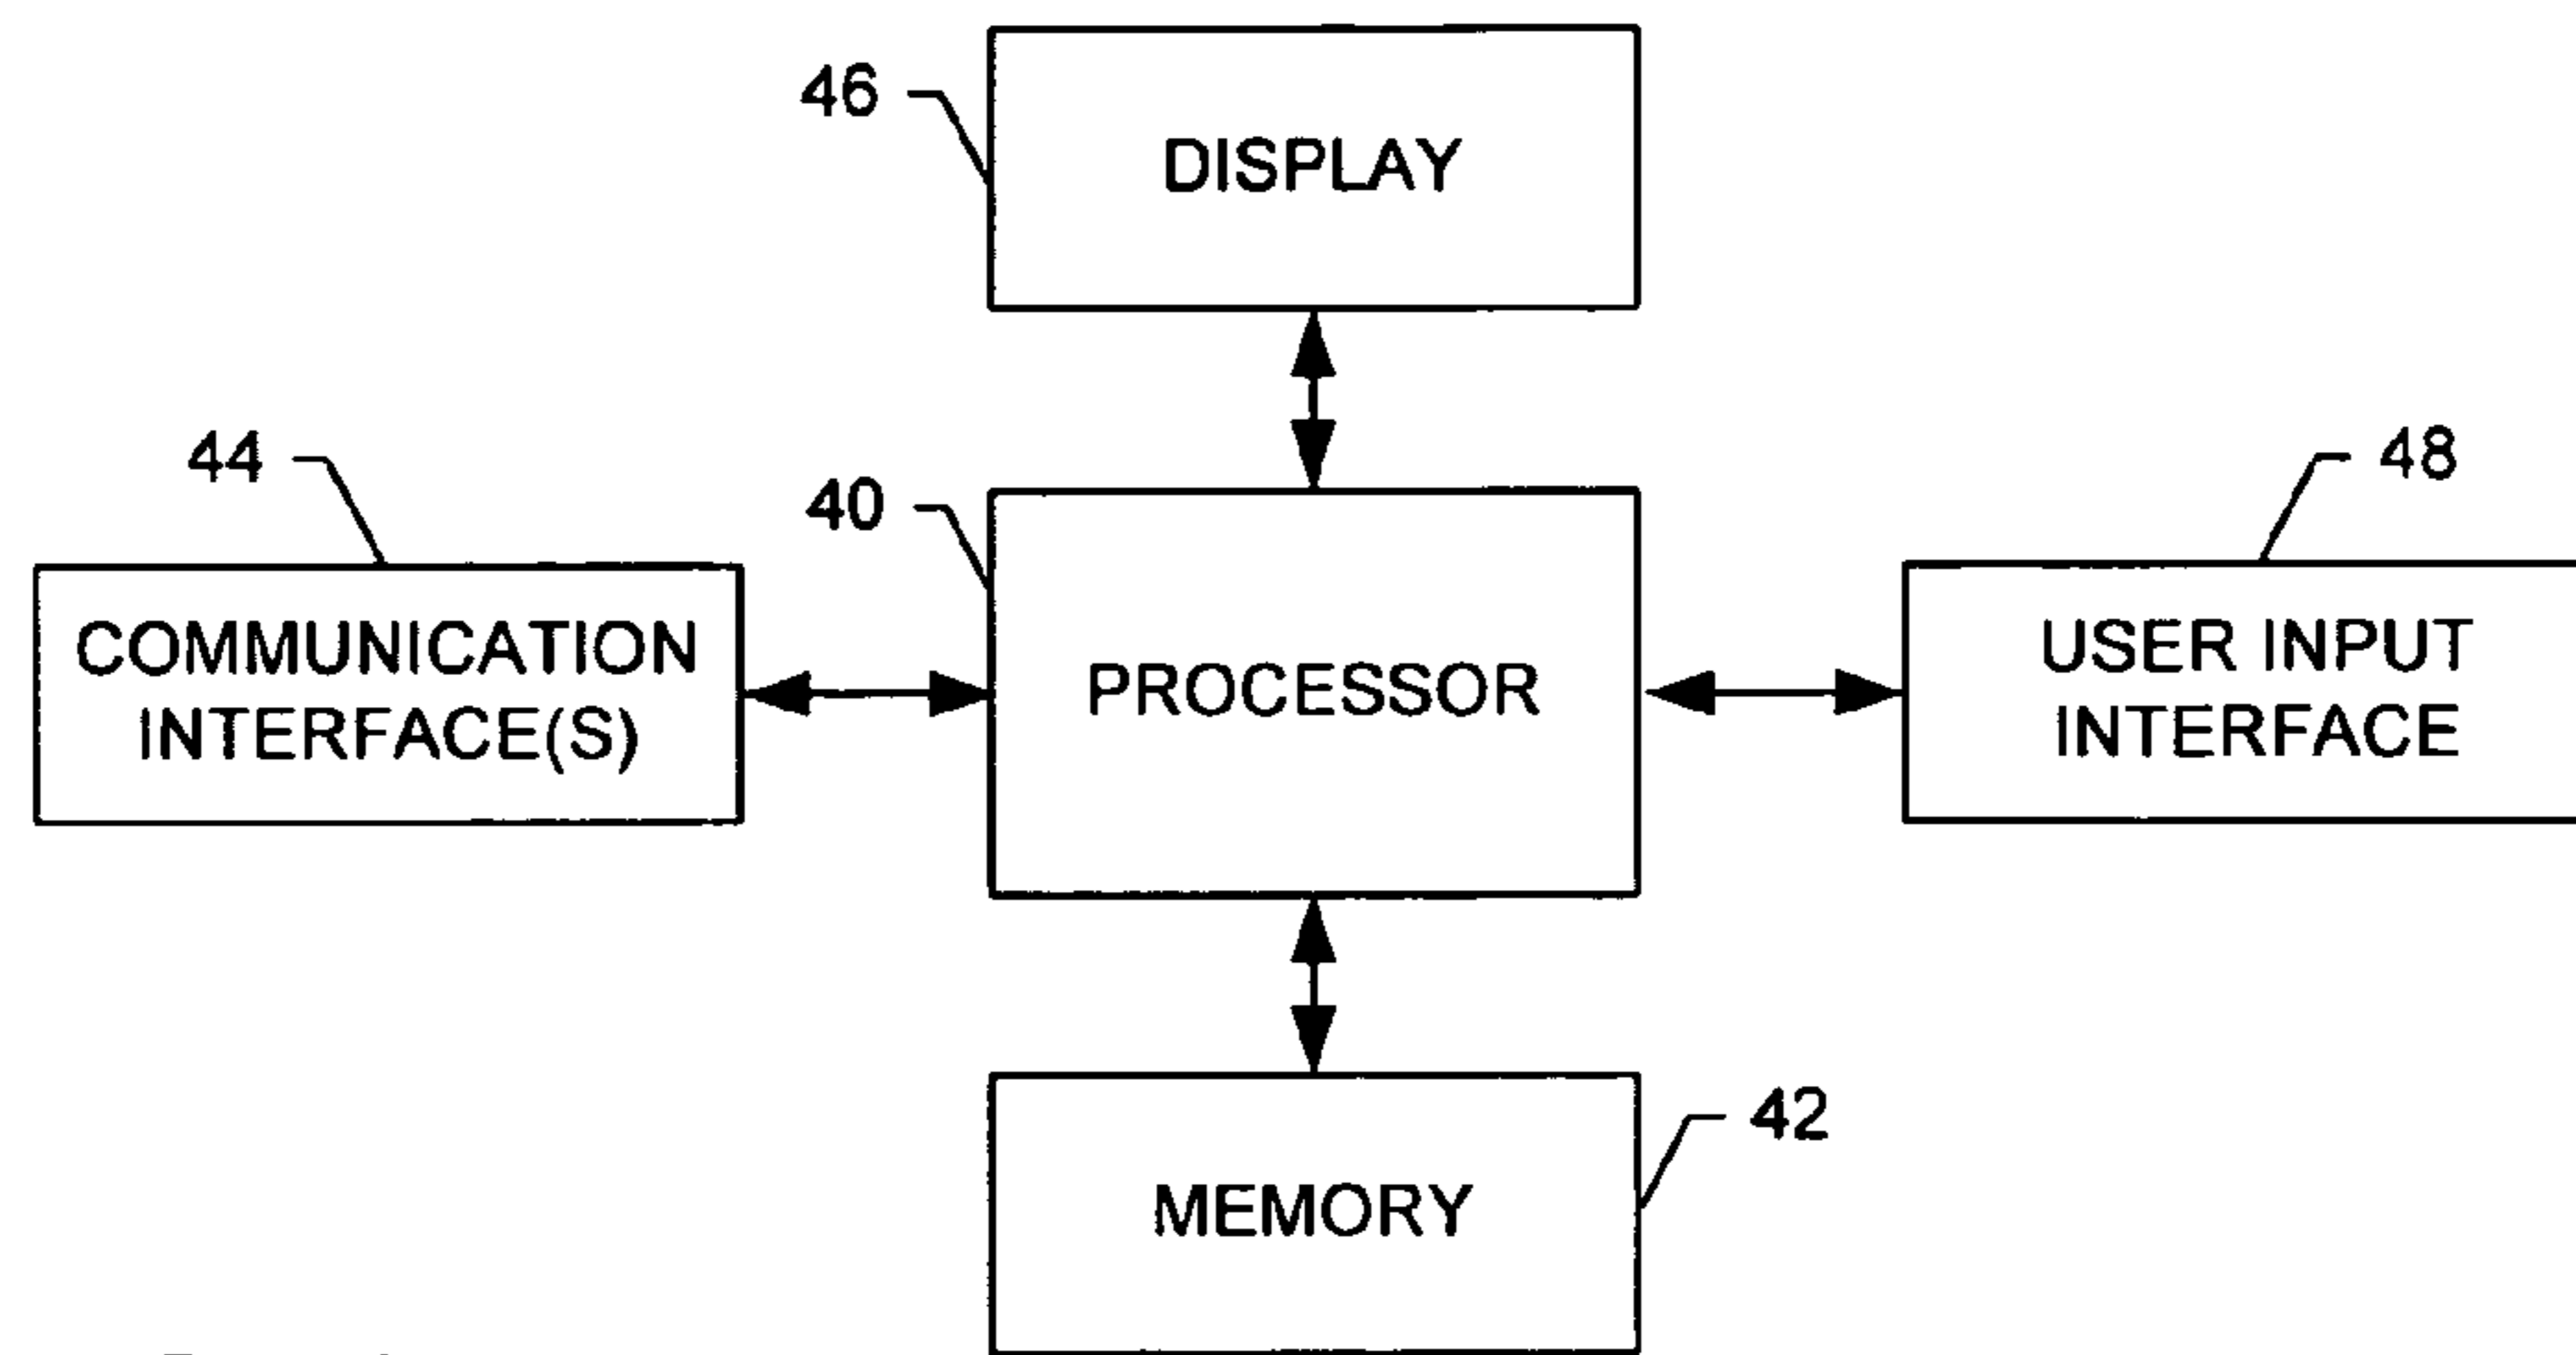 46
DISPLAY
44
40
48
COMMUNICATION
INTERFACE(S)
PROCESSOR
USER INPUT
INTERFACE
42
MEMORY